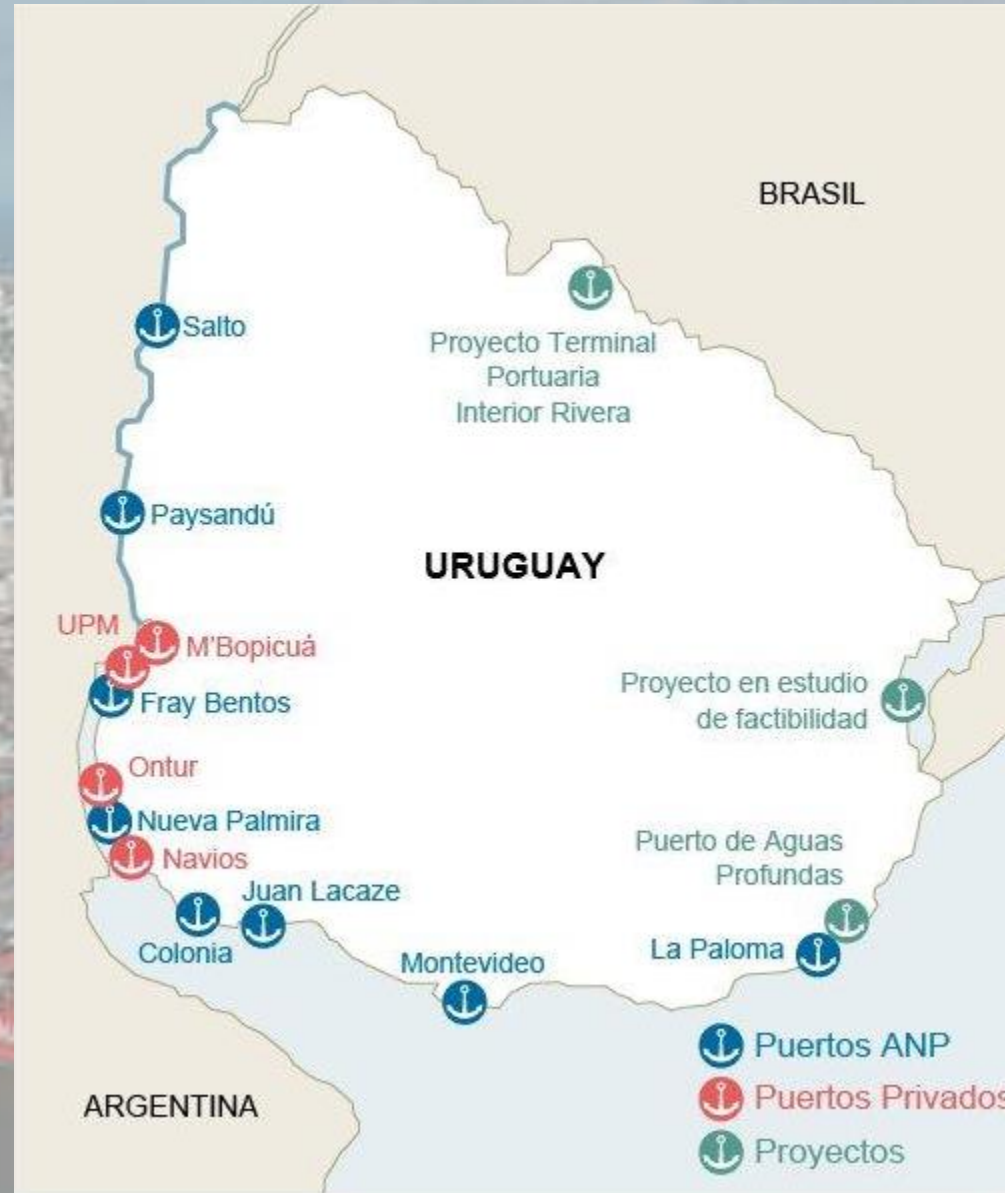 BRASIL
Salto
Proyecto Terminal
Portuaria
Interior Rivera
Paysandú
URUGUAY
UPM
M'Bopicuá
Fray Bentos
Proyecto en estudio
de factibilidad
Ontur
Nueva Palmira
Navios
Puerto de Aguas
Profundas
Juan Lacaze
Colonia
Montevideo
La Paloma
Puertos ANP
ARGENTINA
Puertos Privados
Proyectos